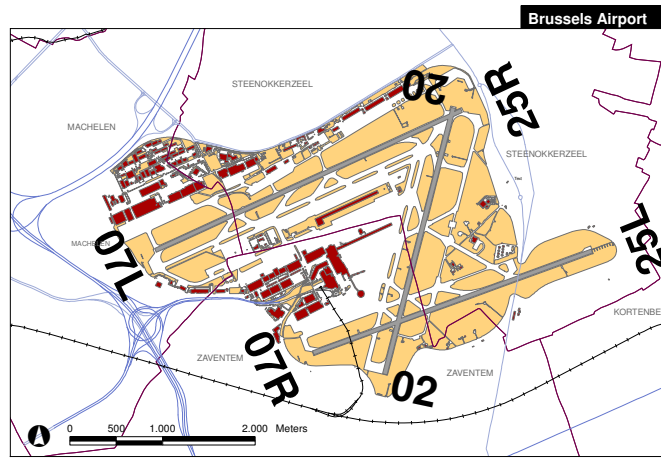 Brussels Airport
STEENOKKERZEEL
20
25R
MACHELEN
STEENOKKERZEEL
MACHELEN
07L
25L
KORTENBE
07R
ZAVENTEM
02
ZAVENTEM
0 500 1.000 2.000 Meters